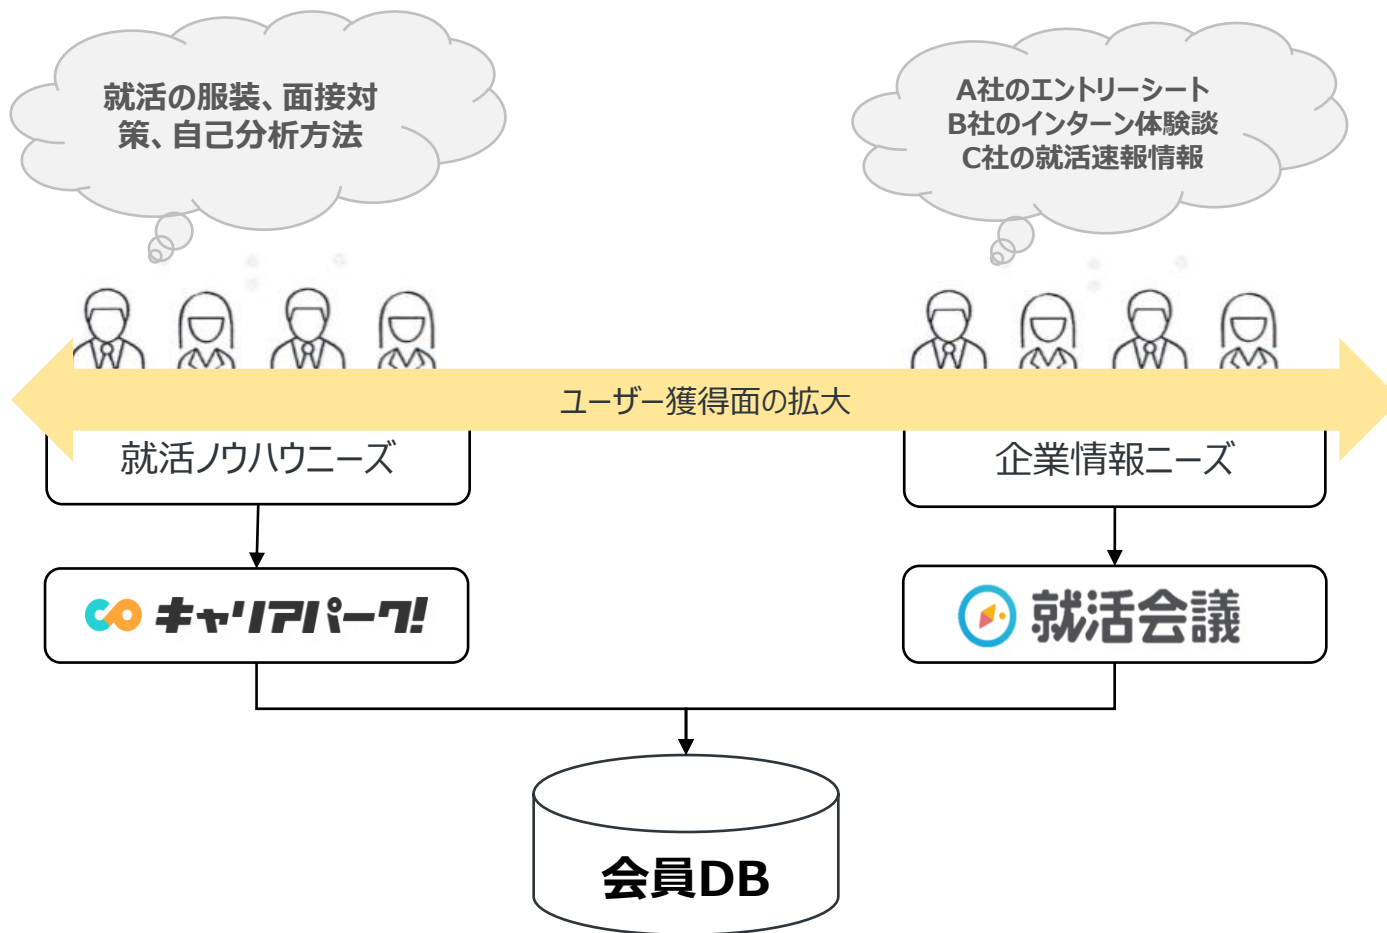 就活の服装、面接対
策、自己分析方法
A社のエントリーシート
B社のインターン体験談
C社の就活速報情報
ユーザー獲得面の拡大
就活ノウハウニーズ
企業情報ニーズ
キャリアパーク!
就活会議
会員DB